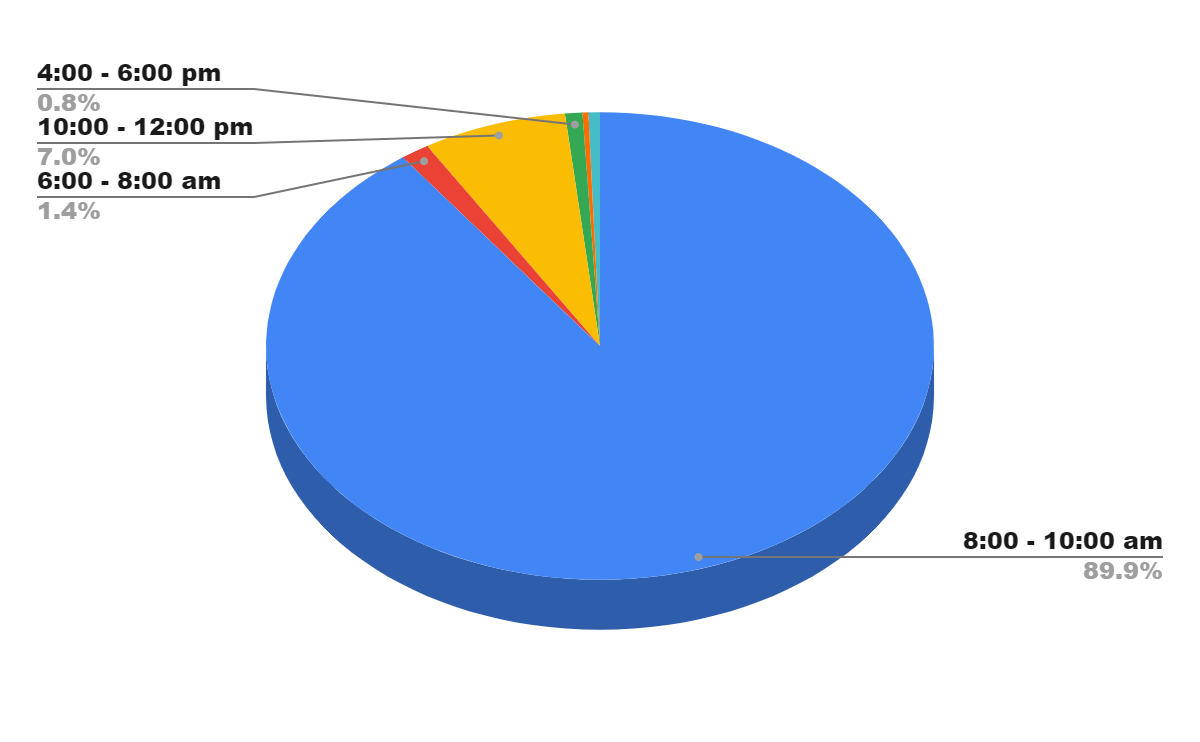 4:00 - 6:00 pm
0.8%
10:00 - 12:00 pm
7.0%
6:00 - 8:00 am
1.4%
8:00 - 10:00 am
89.9%